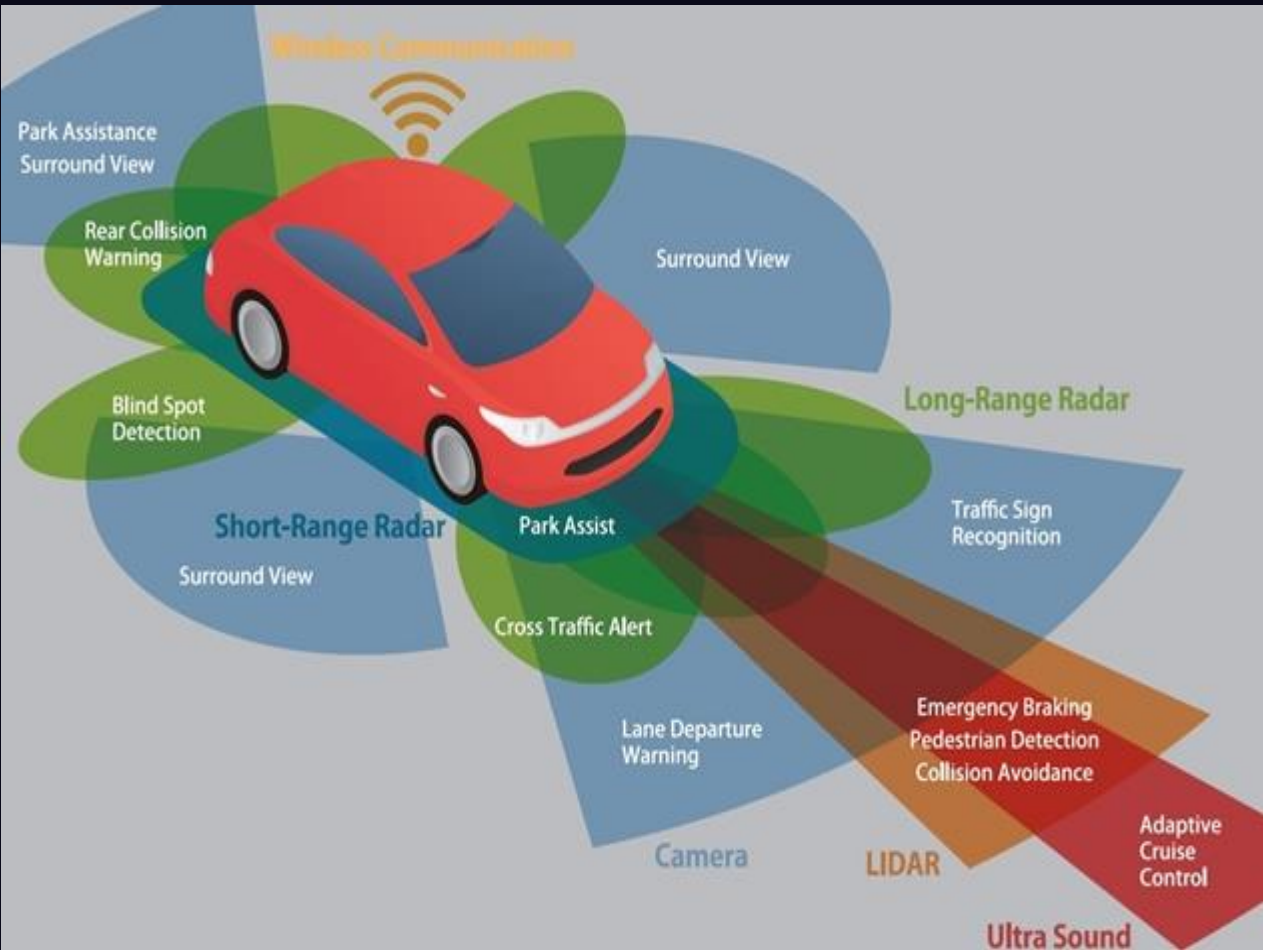 Wireless Communication
Park Assistance
Surround View
Rear Collision
Warning
Surround View
Blind Spot
Detection
Long-Range Radar
Short-Range Radar
Park Assist
Traffic Sign
Recognition
Surround View
Cross Traffic Alert
Lane Departure
Warning
Emergency Braking
Pedestrian Detection
Collision Avoidance
Camera
LIDAR
Adaptive
Cruise
Control
Ultra Sound